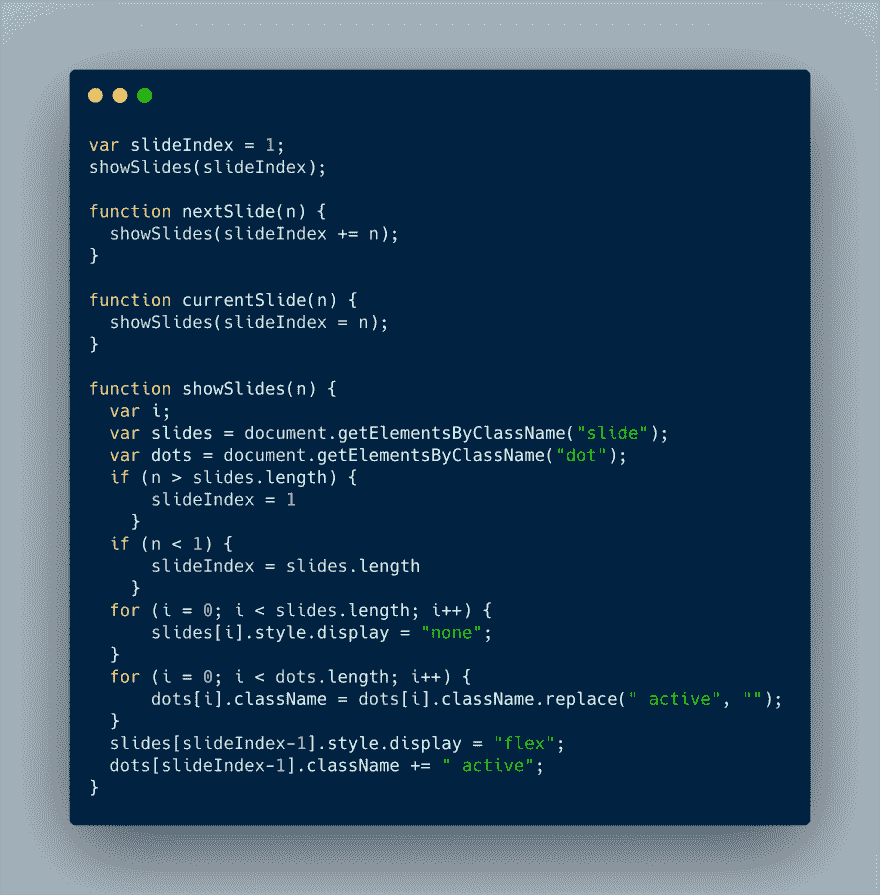 var slideIndex = 1;
showSlides(slideIndex);

function nextSlide(n) {
  showSlides(slideIndex += n);
}

function currentSlide(n) {
  showSlides(slideIndex = n);
}

function showSlides(n) {
  var i;
  var slides = document.getElementsByClassName("slide");
  var dots = document.getElementsByClassName("dot");
  if (n > slides.length) {
      slideIndex = 1
    }
  if (n < 1) {
      slideIndex = slides.length
    }
  for (i = 0; i < slides.length; i++) {
      slides[i].style.display = "none";
  }
  for (i = 0; i < dots.length; i++) {
      dots[i].className = dots[i].className.replace(" active", "");
  }
  slides[slideIndex-1].style.display = "flex";
  dots[slideIndex-1].className += " active";
}